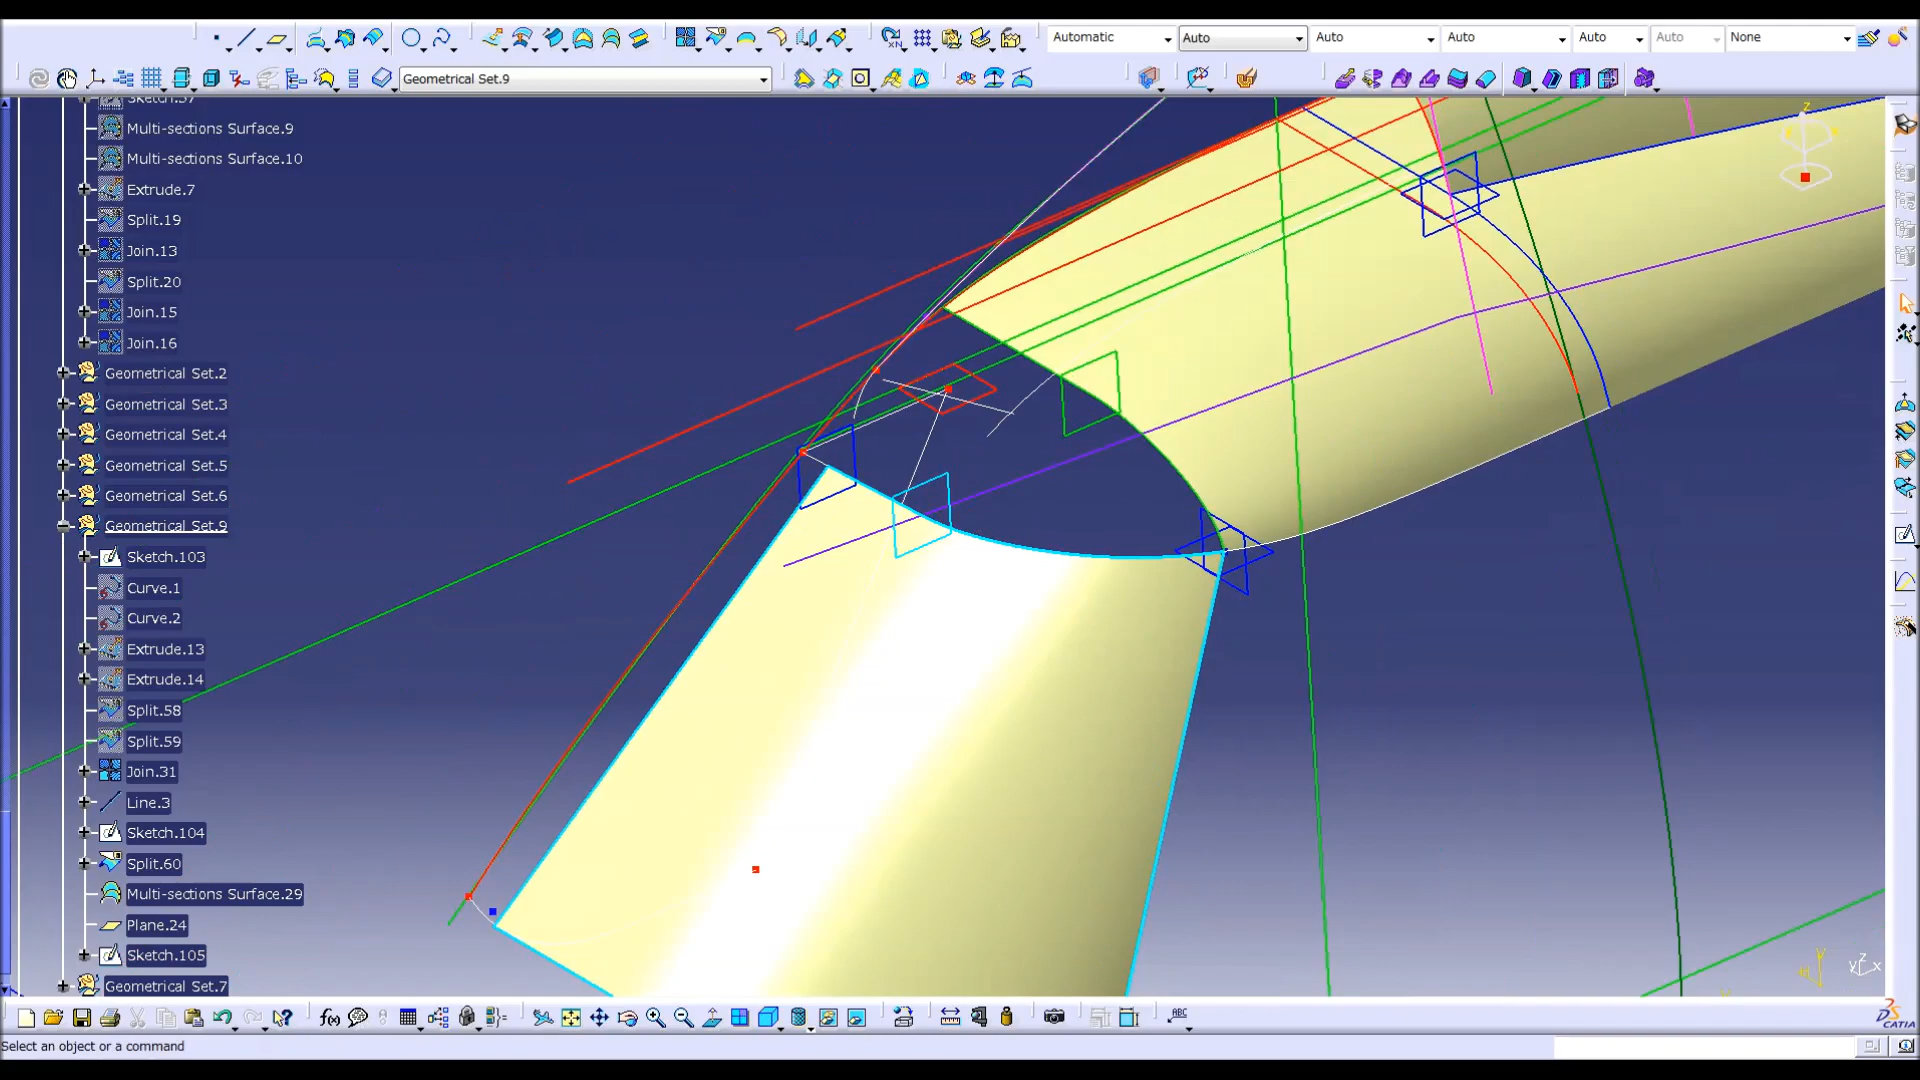 Automatic
Auto
Auto
Auto
Auto
Auto
None
Geometrical Set.9
Sketch.57
Multi-sections Surface.9
Multi-sections Surface.10
Extrude.7
Split.19
Join.13
Split.20
Join.15
Join.16
Geometrical Set.2
Geometrical Set.3
Geometrical Set.4
Geometrical Set.5
Geometrical Set.6
Geometrical Set.9
Sketch.103
Curve.1
Curve.2
Extrude.13
Extrude.14
Split.58
Split.59
Join.31
Line.3
Sketch.104
Split.60
Multi-sections Surface.29
Plane.24
Sketch.105
Geometrical Set.7
z
y
z
x
f(x)
ABC
CATIA
Select an object or a command